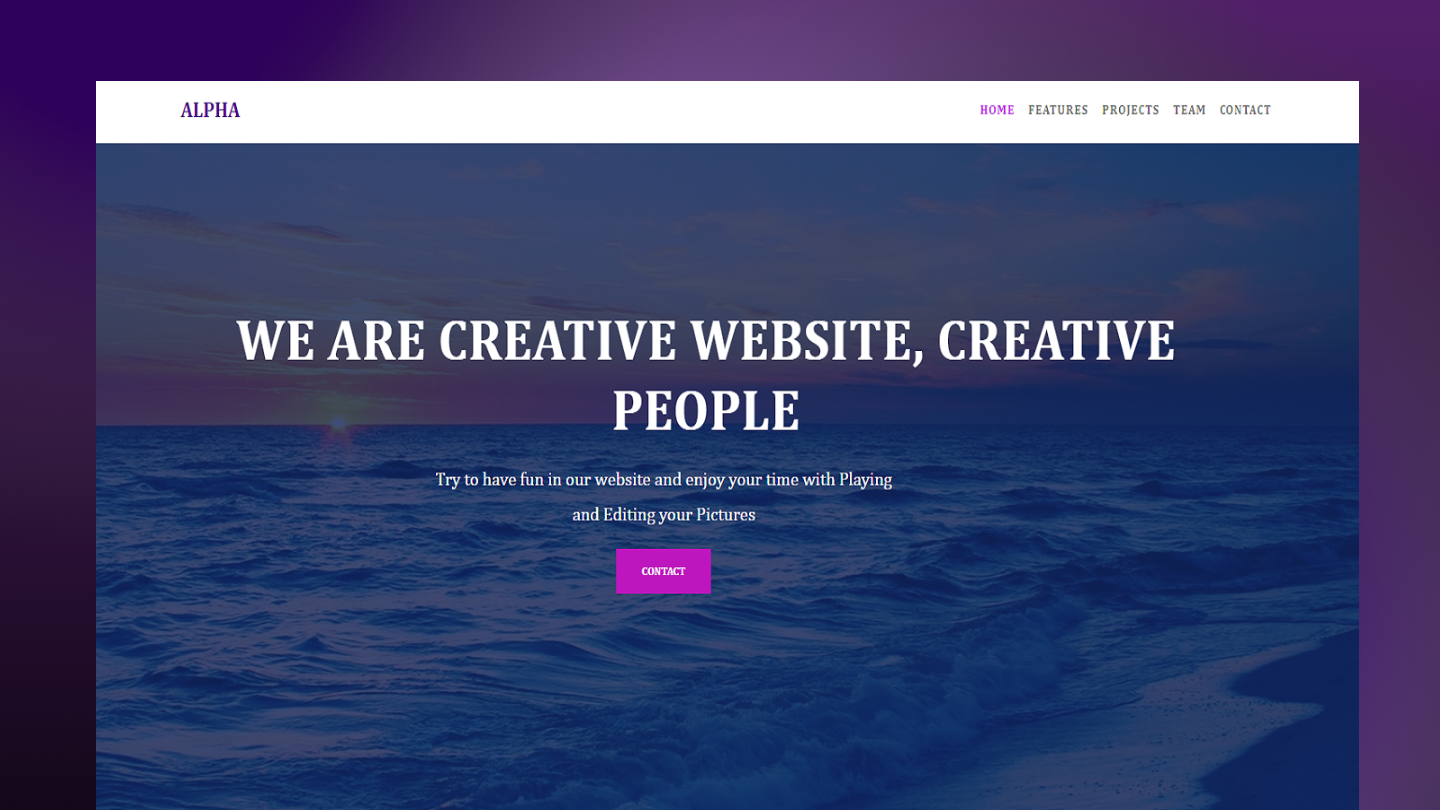 ALPHA
HOME FEATURES PROJECTS TEAM CONTACT
WE ARE CREATIVE WEBSITE, CREATIVE
PEOPLE
Try to have fun in our website and enjoy your time with Playing
and Editing your Pictures
CONTACT